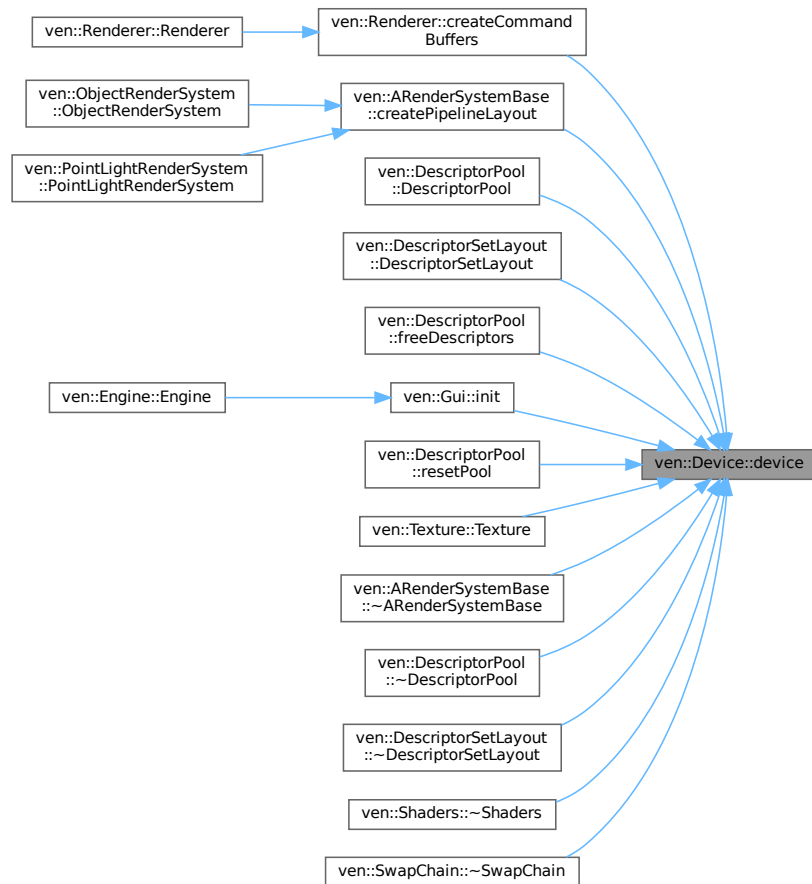 ven::Renderer::createCommand
Buffers
ven::Renderer::Renderer
ven::ObjectRenderSystem
::ObjectRenderSystem
ven::ARenderSystemBase
::createPipelineLayout
ven::PointLightRenderSystem
::PointLightRenderSystem
ven::DescriptorPool
::DescriptorPool
ven::DescriptorSetLayout
::DescriptorSetLayout
ven::DescriptorPool
::freeDescriptors
ven::Engine::Engine
ven::Gui::init
ven::DescriptorPool
::resetPool
ven::Device::device
ven::Texture::Texture
ven::ARenderSystemBase
::~ARenderSystemBase
ven::DescriptorPool
::~DescriptorPool
ven::DescriptorSetLayout
::~DescriptorSetLayout
ven::Shaders::~Shaders
ven::SwapChain::~SwapChain